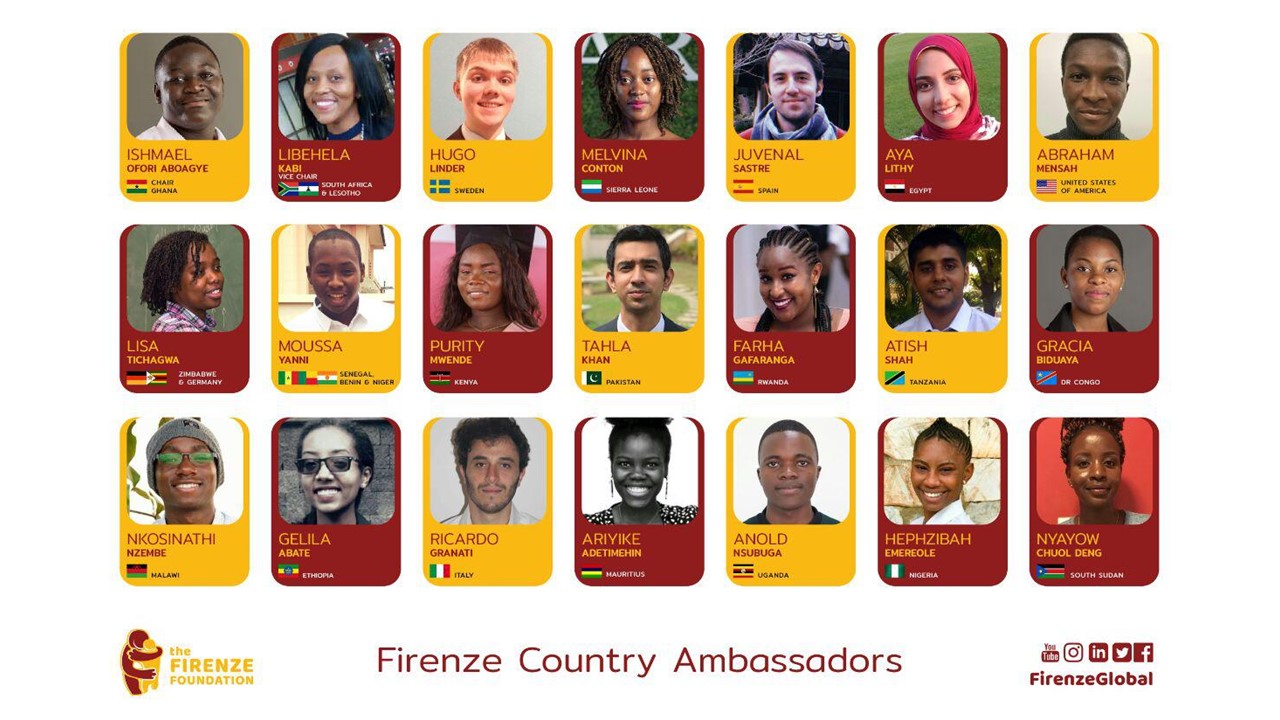 ISHMAEL
OFORI ABOAGYE
CHAIR
GHANA
LIBEHELA
KABI
VICE CHAIR
SOUTH AFRICA
& LESOTHO
HUGO
LINDER
SWEDEN
MELVINA
CONTON
SIERRA LEONE
JUVENAL
SASTRE
SPAIN
AYA
LITHY
EGYPT
ABRAHAM
MENSAH
UNITED STATES
OF AMERICA
LISA
TICHAGWA
ZIMBABWE
& GERMANY
MOUSSA
YANNI
SENEGAL,
BENIN & NIGER
PURITY
MWENDE
KENYA
TAHLA
KHAN
PAKISTAN
FARHA
GAFARANGA
RWANDA
ATISH
SHAH
TANZANIA
GRACIA
BIDUAYA
DR CONGO
NKOSINATHI
NZEMBE
MALAWI
GELILA
ABATE
ETHIOPIA
RICARDO
GRANATI
ITALY
ARIYIKE
ADETIMEHIN
MAURITIUS
ANOLD
NSUBUGA
UGANDA
HEPHZIBAH
EMEREOLE
NIGERIA
NYAYOW
CHUOL DENG
SOUTH SUDAN
the
FIRENZE
FOUNDATION
Firenze Country Ambassadors
You
Tube
in
FirenzeGlobal